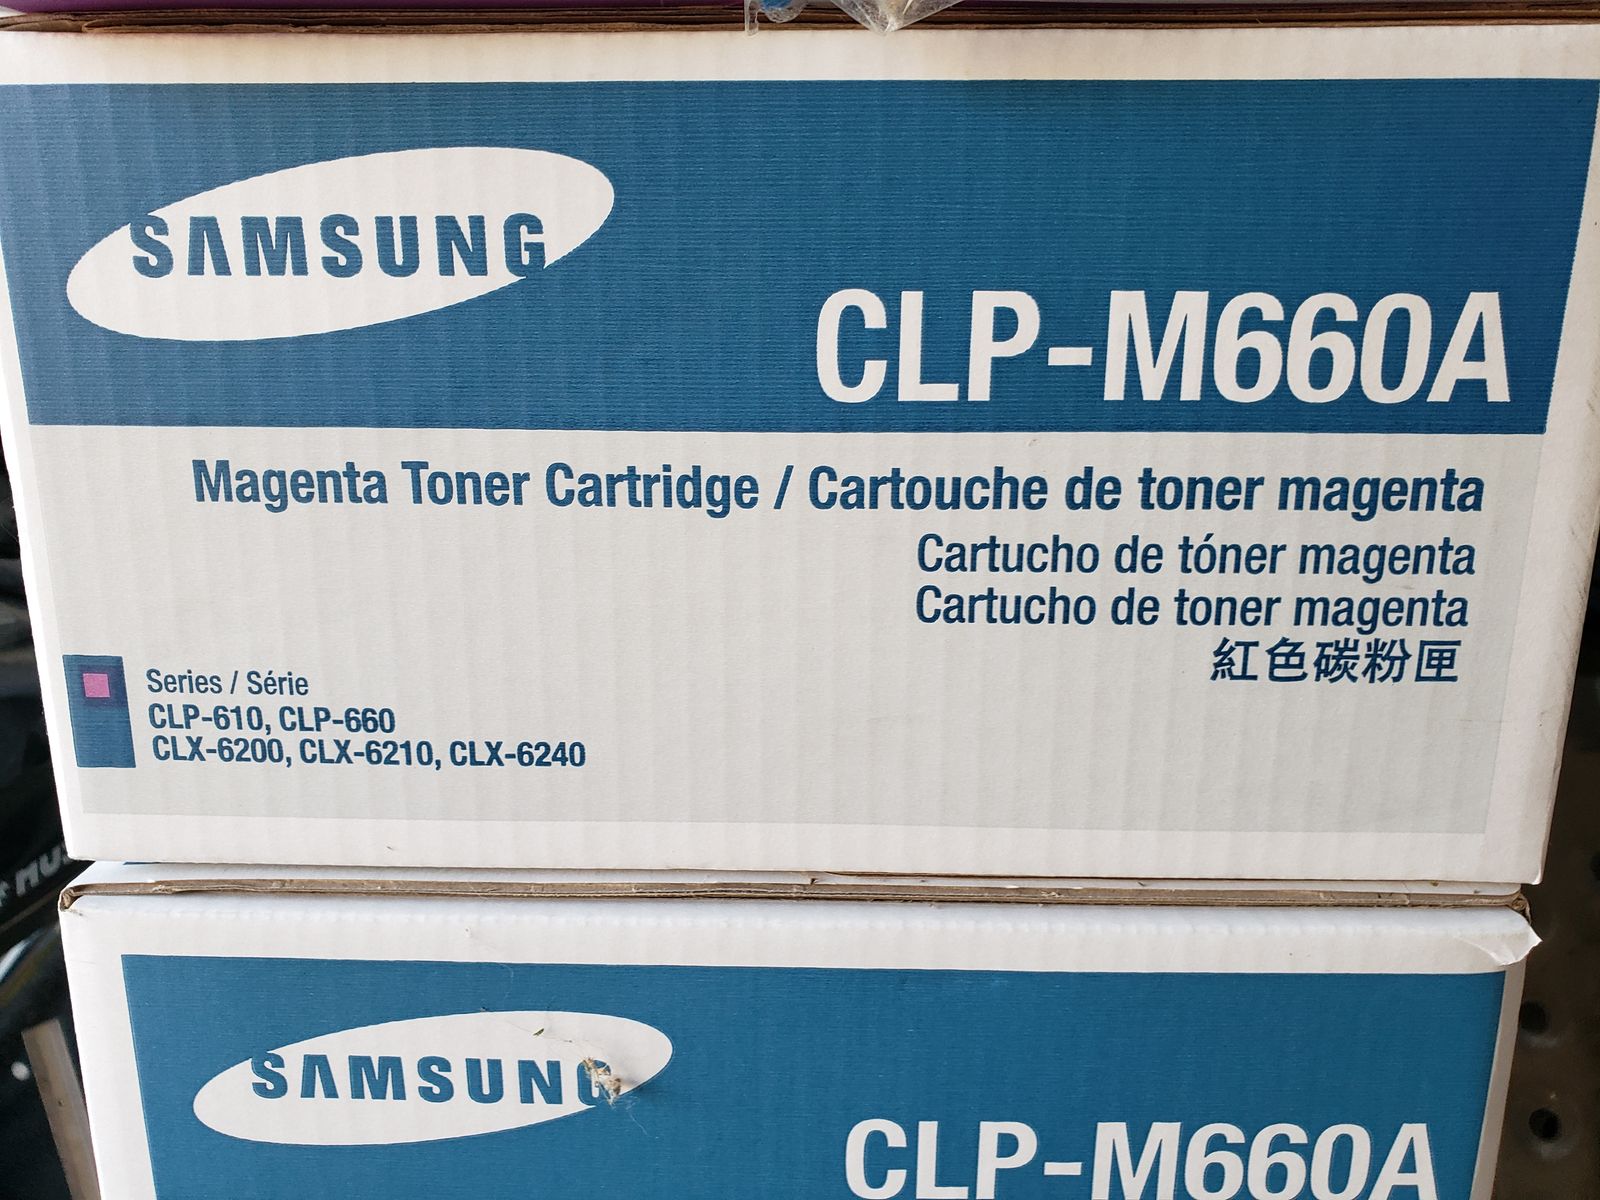 SAMSUNG
CLP-M660A
Magenta Toner Cartridge / Cartouche de toner magenta
Cartucho de tóner magenta
Cartucho de toner magenta
紅色碳粉匣
Series / Série
CLP-610, CLP-660
CLX-6200, CLX-6210, CLX-6240
SAMSUNG
CLP-M660A